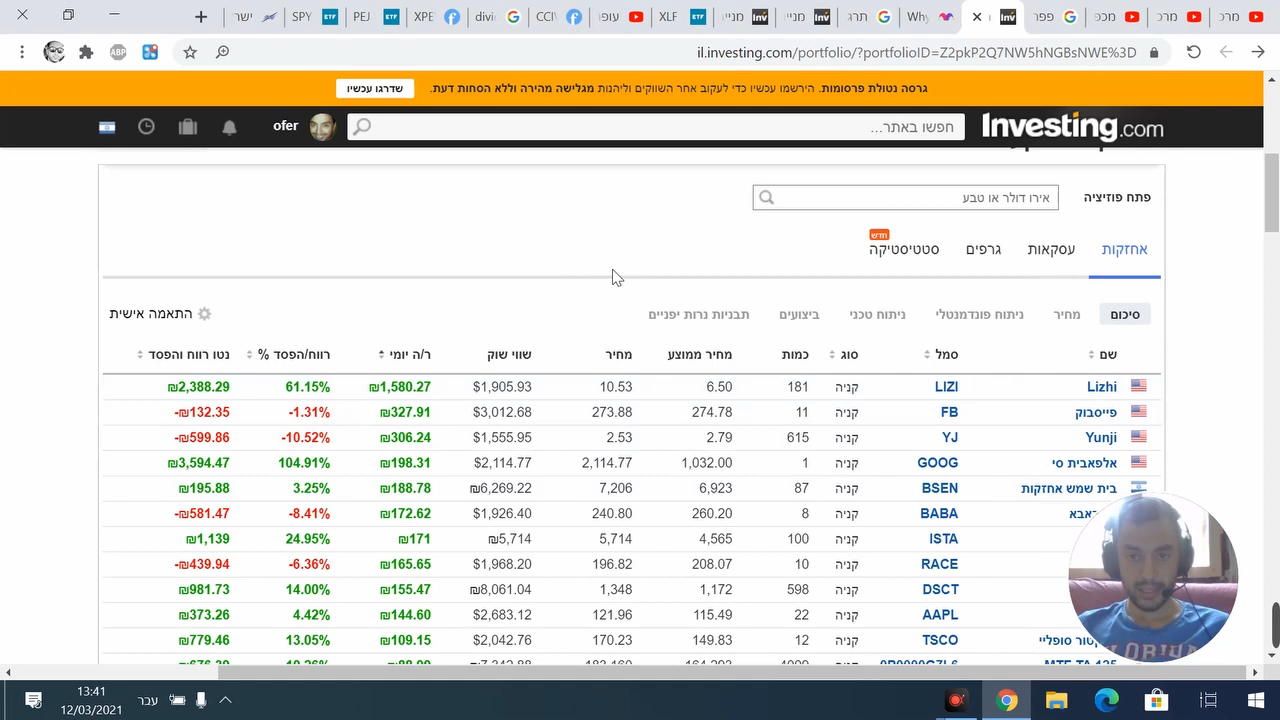 ישר
SPY
PEJ
XPE
divi
CCIV
עופ
XLF
מניי
מניי
תרג
Why
פפר
מכפ
מרכ
מרכ
il.investing.com/portfolio/?portfolioID=Z2pkP2Q7NW5hNGBsNWE%3D
גרסה נטולת פרסומות. הירשמו עכשיו כדי לעקוב אחר השווקים וליהנות מגלישה מהירה וללא הסחות דעת. שדרגו עכשיו
Investing.com חפשו באתר... ofer
פתח פוזיציה אירו דולר או טבע
חדש
אחזקות עסקאות גרפים סטטיסטיקה
סיכום מחיר ניתוח פונדמנטלי ניתוח טכני ביצועים תבניות נרות יפניים התאמה אישית
שם סמל סוג כמות מחיר ממוצע מחיר שווי שוק ר/ה יומי רווח/הפסד % נטו רווח והפסד
Lizhi LIZI קניה 181 6.50 10.53 $1,905.93 ₪1,580.27 61.15% ₪2,388.29
פייסבוק FB קניה 11 274.78 273.88 $3,012.68 ₪327.91 -1.31% -₪132.35
Yunji YJ קניה 615 2.79 2.53 $1,555.95 ₪306.24 -10.52% -₪599.86
אלפאבית סי GOOG קניה 1 1,032.00 2,114.77 $2,114.77 ₪198.31 104.91% ₪3,594.47
בית שמש אחזקות BSEN קניה 87 6,923 7,206 ₪6,269.22 ₪188.78 3.25% ₪195.88
BABA קניה 8 260.20 240.80 $1,926.40 ₪172.62 -8.41% -₪581.47
ISTA קניה 100 4,565 5,714 ₪5,714 ₪171 24.95% ₪1,139
RACE קניה 10 208.07 196.82 $1,968.20 ₪165.65 -6.36% -₪439.94
DSCT קניה 598 1,172 1,348 ₪8,061.04 ₪155.47 14.00% ₪981.73
AAPL קניה 22 115.49 121.96 $2,683.12 ₪144.60 4.42% ₪373.26
סופליי TSCO קניה 12 149.83 170.23 $2,042.76 ₪109.15 13.05% ₪779.46
13:41
12/03/2021
עבר